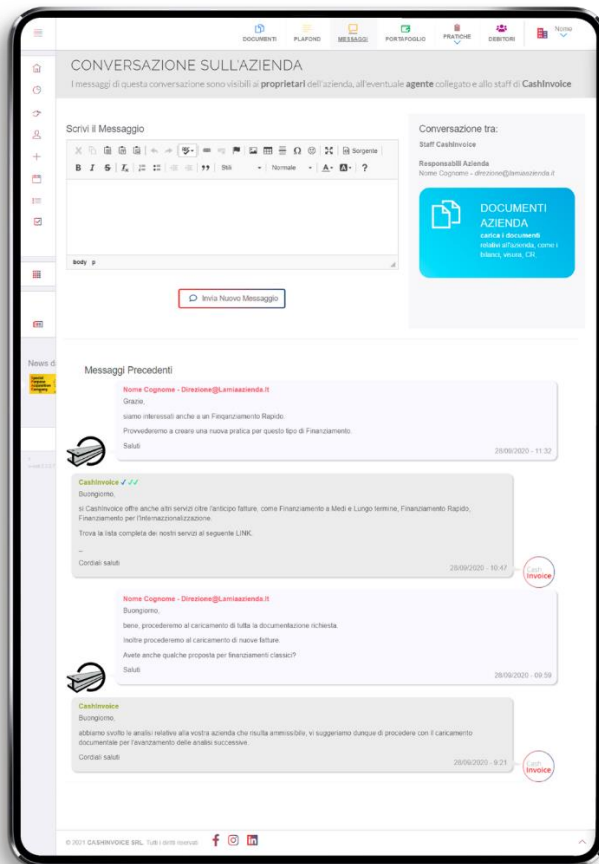 DOCUMENTI
PLAFOND
MESSAGGI
PORTAFOGLIO
PRATICHE
DEBITORI
Nome
CONVERSAZIONE SULL'AZIENDA
I messaggi di questa conversazione sono visibili ai proprietari dell'azienda, all'eventuale agente collegato e allo staff di CashInvoice
Scrivi il Messaggio
Sorgente
B I S Stili Normale A A ?
body p
Invia Nuovo Messaggio
Conversazione tra:
Staff CashInvoice
Responsabili Azienda
Nome Cognome - direzione@lamiaazienda.it
DOCUMENTI
AZIENDA
carica i documenti
relativi all'azienda, come i
bilanci, visura, CR,
News d
Messaggi Precedenti
Nome Cognome - Direzione@Lamiaazienda.It
Grazie,
siamo interessati anche a un Finqanziamento Rapido.
Provvederemo a creare una nuova pratica per questo tipo di Finanziamento.
Saluti
28/09/2020 - 11:32
CashInvoice
Buongiorno,
si CashInvoice offre anche altri servizi oltre l'anticipo fatture, come Finanziamento a Medi e Lungo termine, Finanziamento Rapido,
Finanziamento per l'Internazzionalizzazione.
Trova la lista completa dei nostri servizi al seguente LINK.
--
Cordiali saluti
28/09/2020 - 10:47
Cash
Invoice
Nome Cognome - Direzione@Lamiaazienda.It
Buongiorno,
bene, procederemo al caricamento di tutta la documentazione richiesta.
Inoltre procederemo al caricamento di nuove fatture.
Avete anche qualche proposta per finanziamenti classici?
Saluti
28/09/2020 - 09:59
CashInvoice
Buongiorno,
abbiamo svolto le analisi relative alla vostra azienda che risulta ammissibile, vi suggeriamo dunque di procedere con il caricamento
documentale per l'avanzamento delle analisi successive.
Cordiali saluti
28/09/2020 - 9:21
Cash
Invoice
© 2021 CASHINVOICE SRL. Tutti i diritti riservati